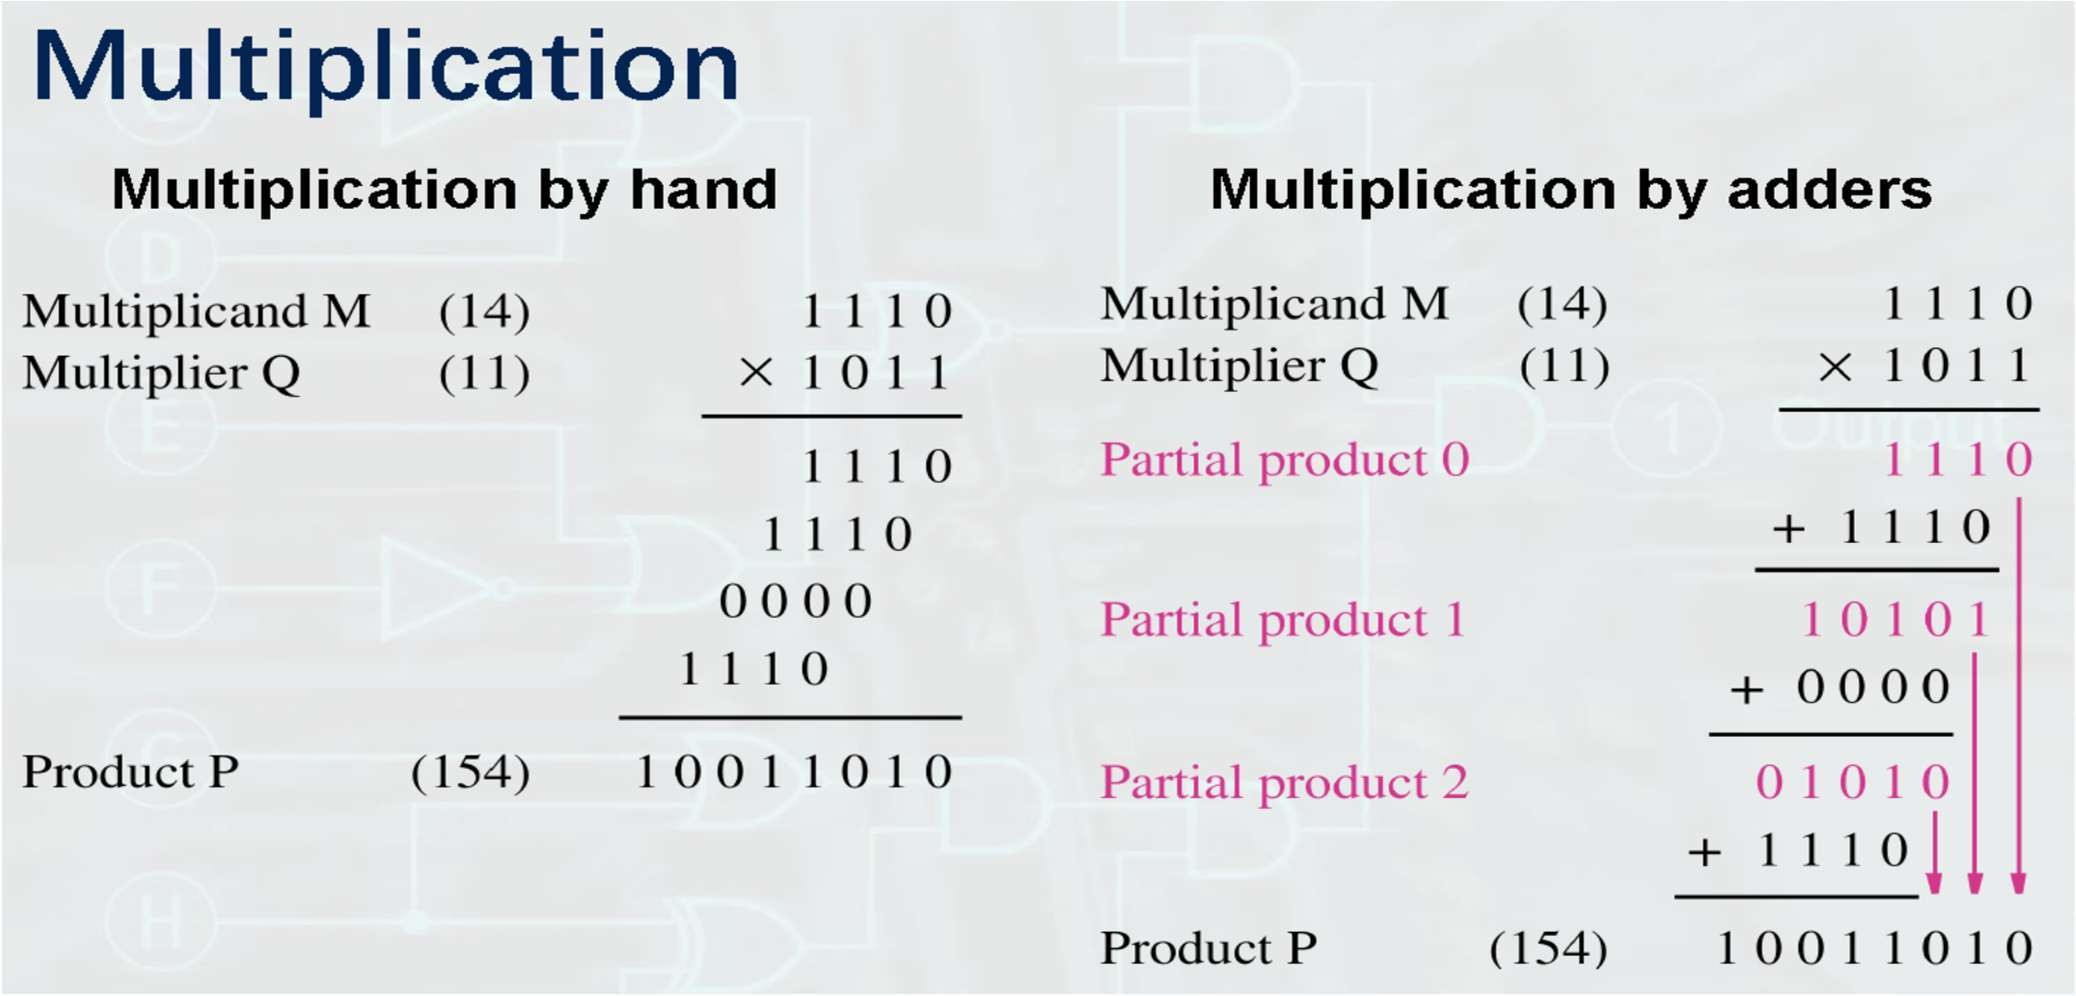 Multiplication
Multiplication by hand
Multiplicand M (14) 1 1 1 0
Multiplier Q (11) × 1 0 1 1
1 1 1 0
1 1 1 0
0 0 0 0
1 1 1 0
Product P (154) 1 0 0 1 1 0 1 0
Multiplication by adders
Multiplicand M (14) 1 1 1 0
Multiplier Q (11) × 1 0 1 1
Partial product 0 1 1 1 0
+ 1 1 1 0
Partial product 1 1 0 1 0 1
+ 0 0 0 0
Partial product 2 0 1 0 1 0
+ 1 1 1 0
Product P (154) 1 0 0 1 1 0 1 0
C
D
E
F
G
H
1
Output